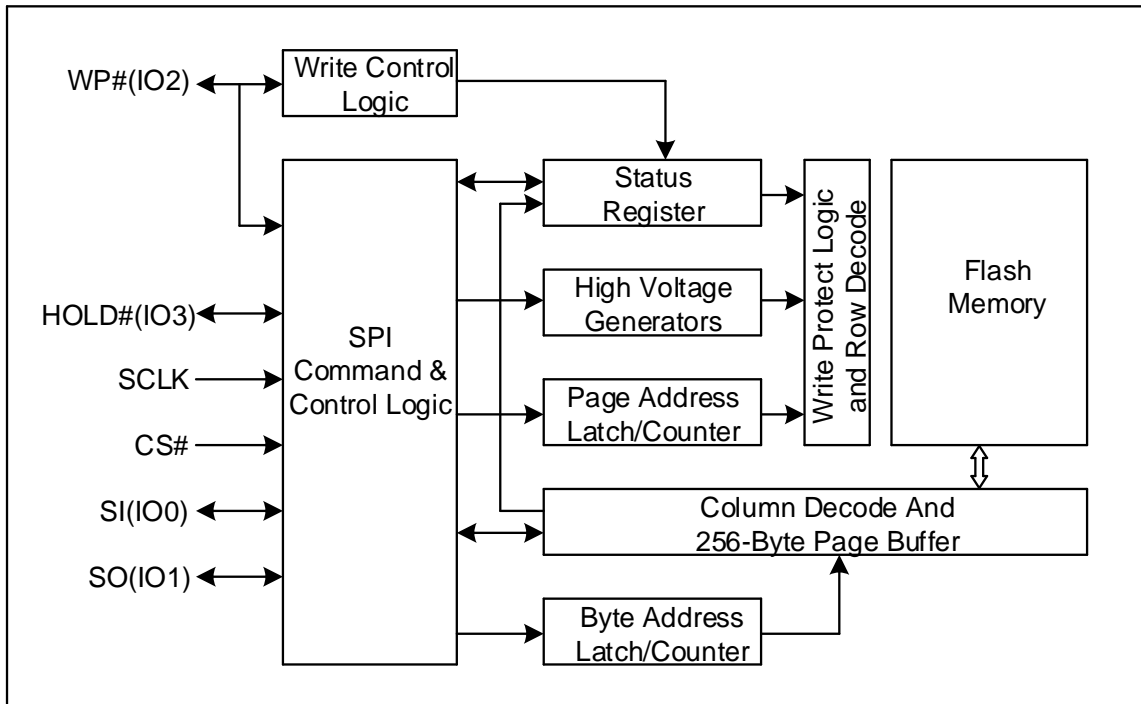 WP#(IO2)
Write Control
Logic
HOLD#(IO3)
SCLK
CS#
SI(IO0)
SO(IO1)
SPI
Command &
Control Logic
Status
Register
High Voltage
Generators
Page Address
Latch/Counter
Write Protect Logic
and Row Decode
Flash
Memory
Column Decode And
256-Byte Page Buffer
Byte Address
Latch/Counter